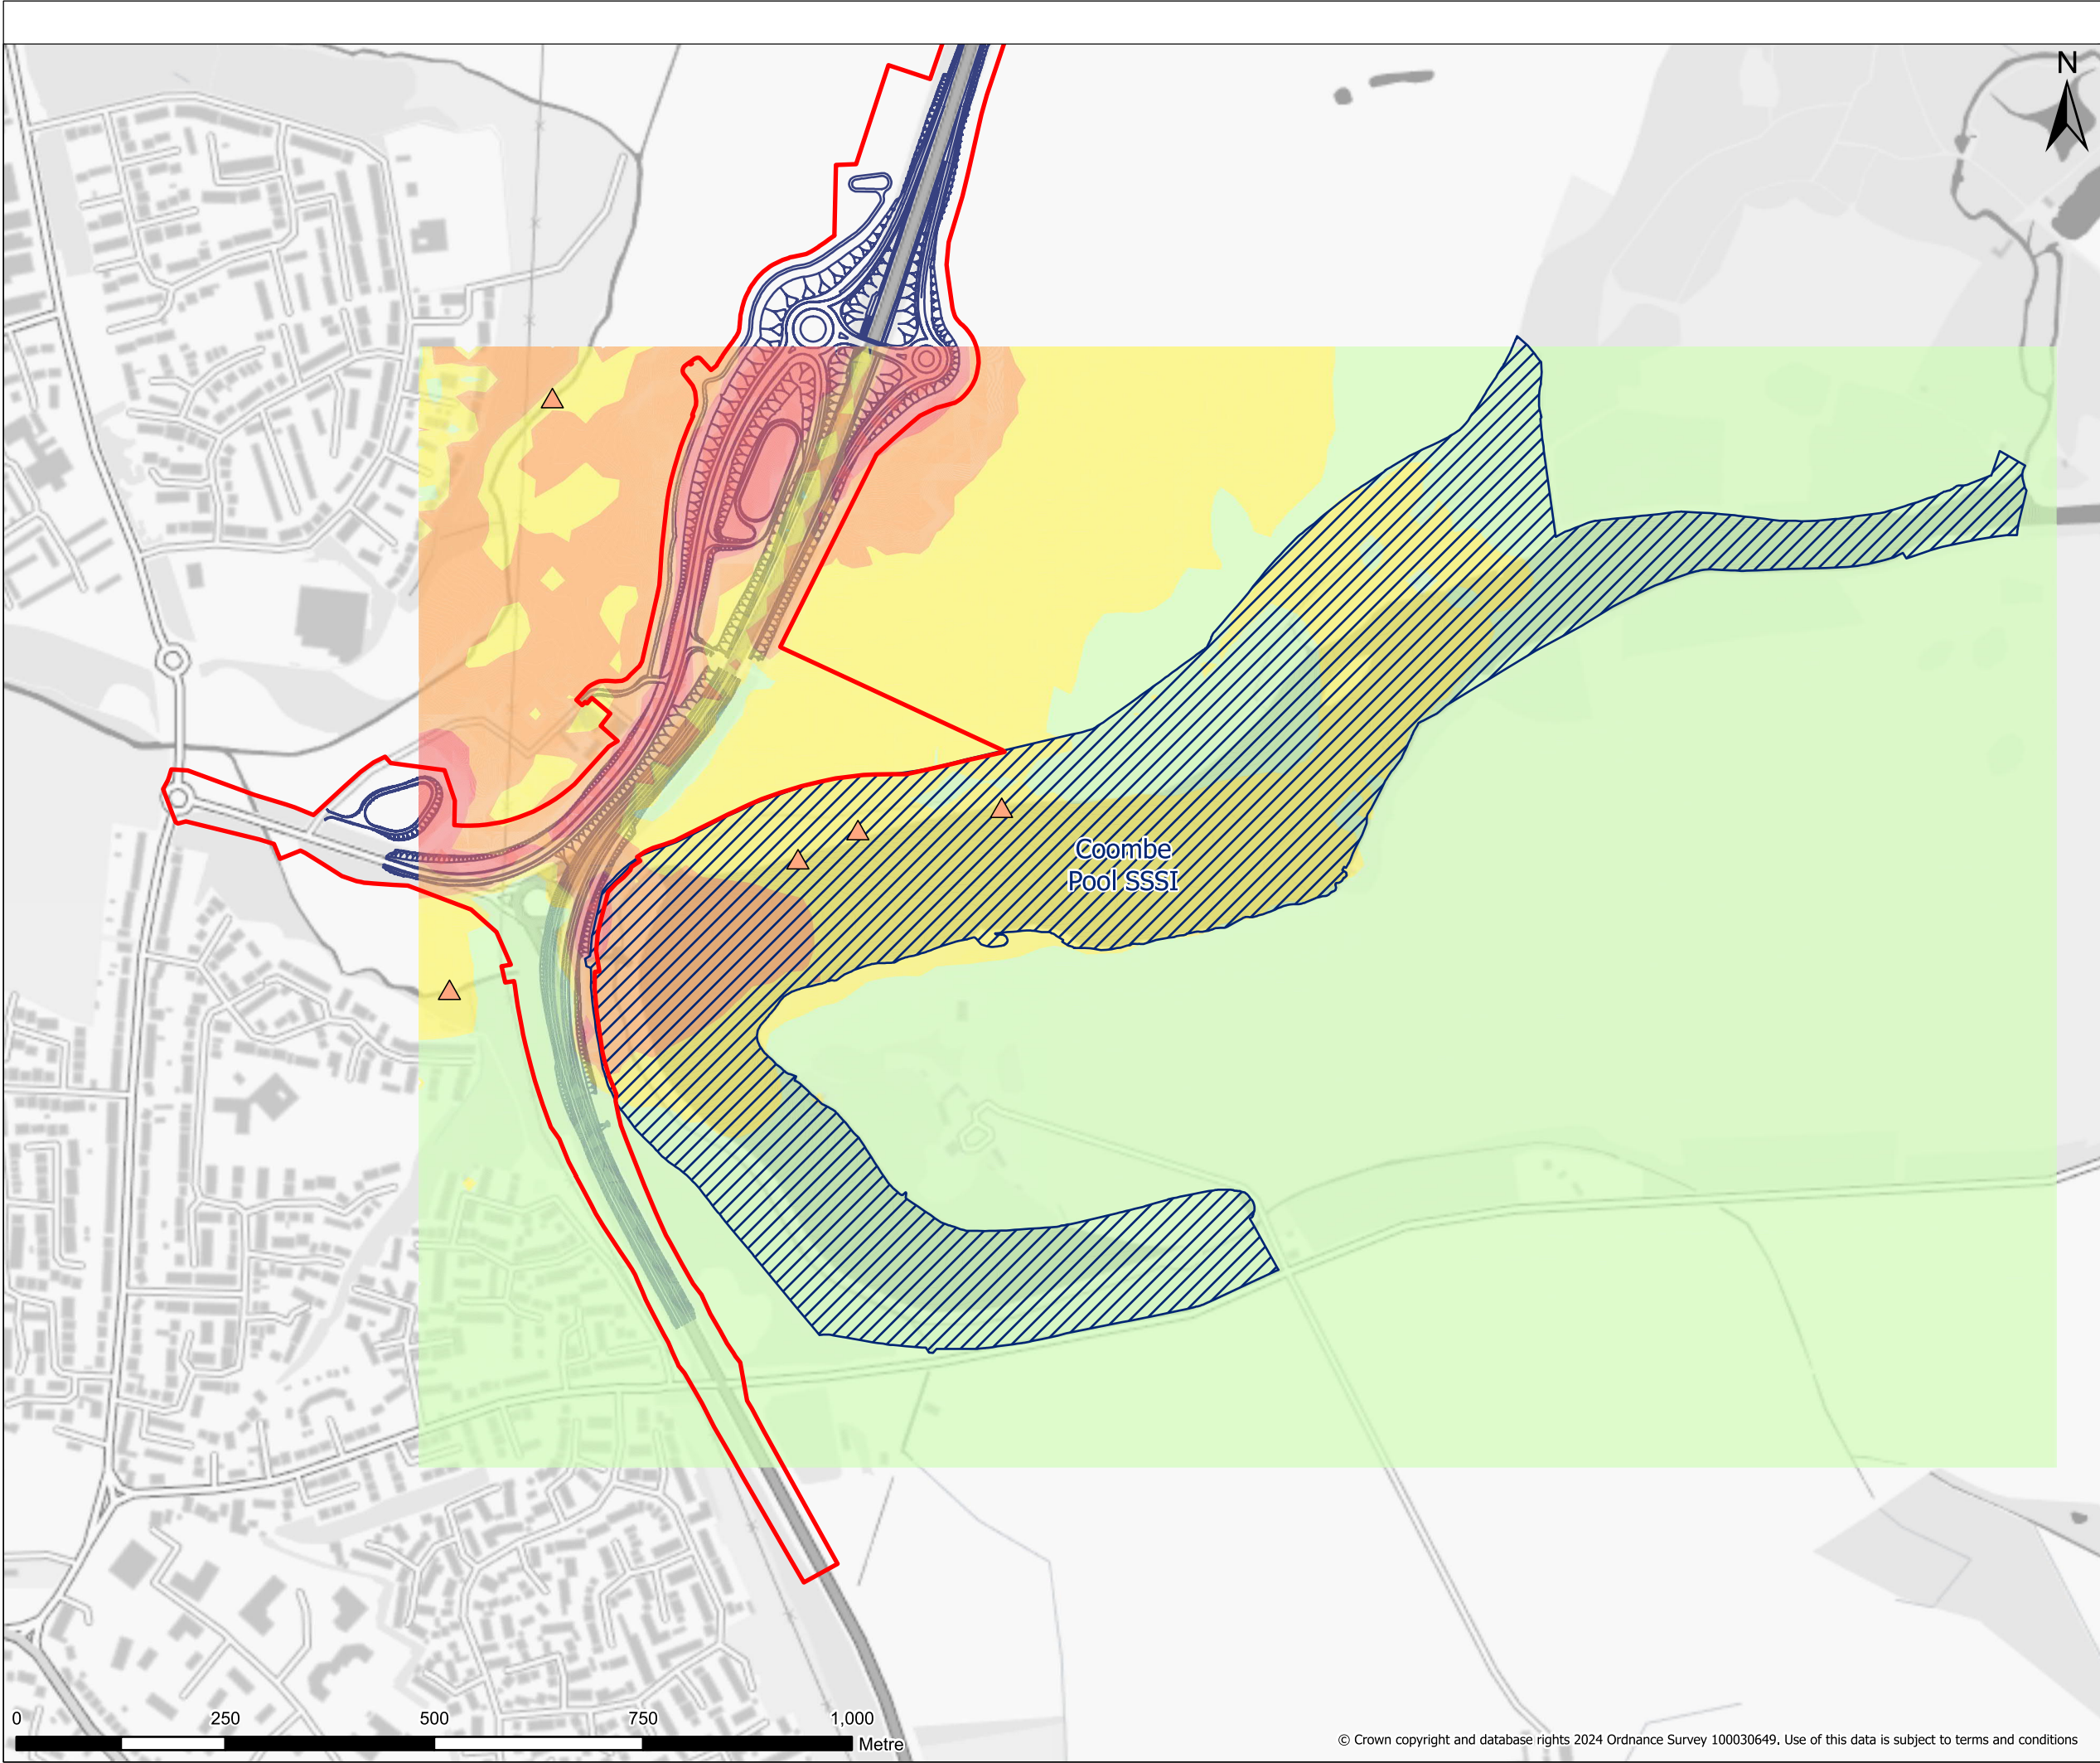 N
Coombe
Pool SSSI
0 250 500 750 1,000
Metre
© Crown copyright and database rights 2024 Ordnance Survey 100030649. Use of this data is subject to terms and conditions